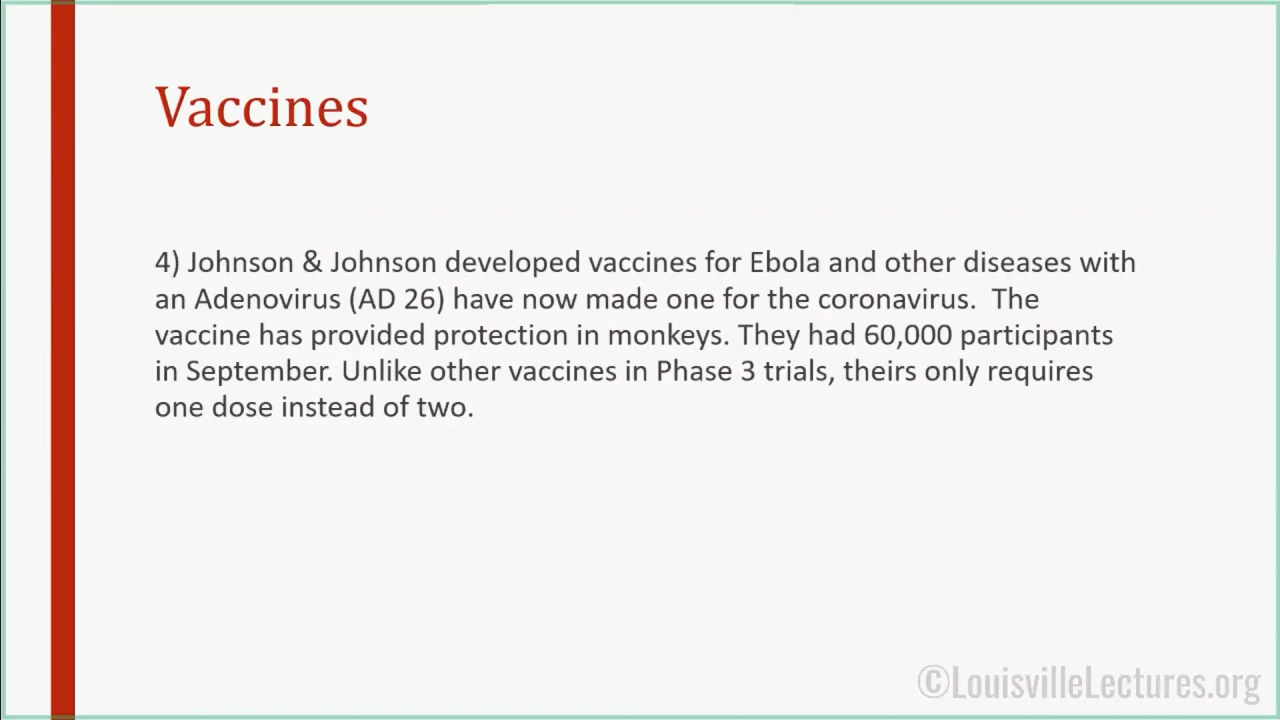 Vaccines
4) Johnson & Johnson developed vaccines for Ebola and other diseases with
an Adenovirus (AD 26) have now made one for the coronavirus.  The
vaccine has provided protection in monkeys. They had 60,000 participants
in September. Unlike other vaccines in Phase 3 trials, theirs only requires
one dose instead of two.
©LouisvilleLectures.org